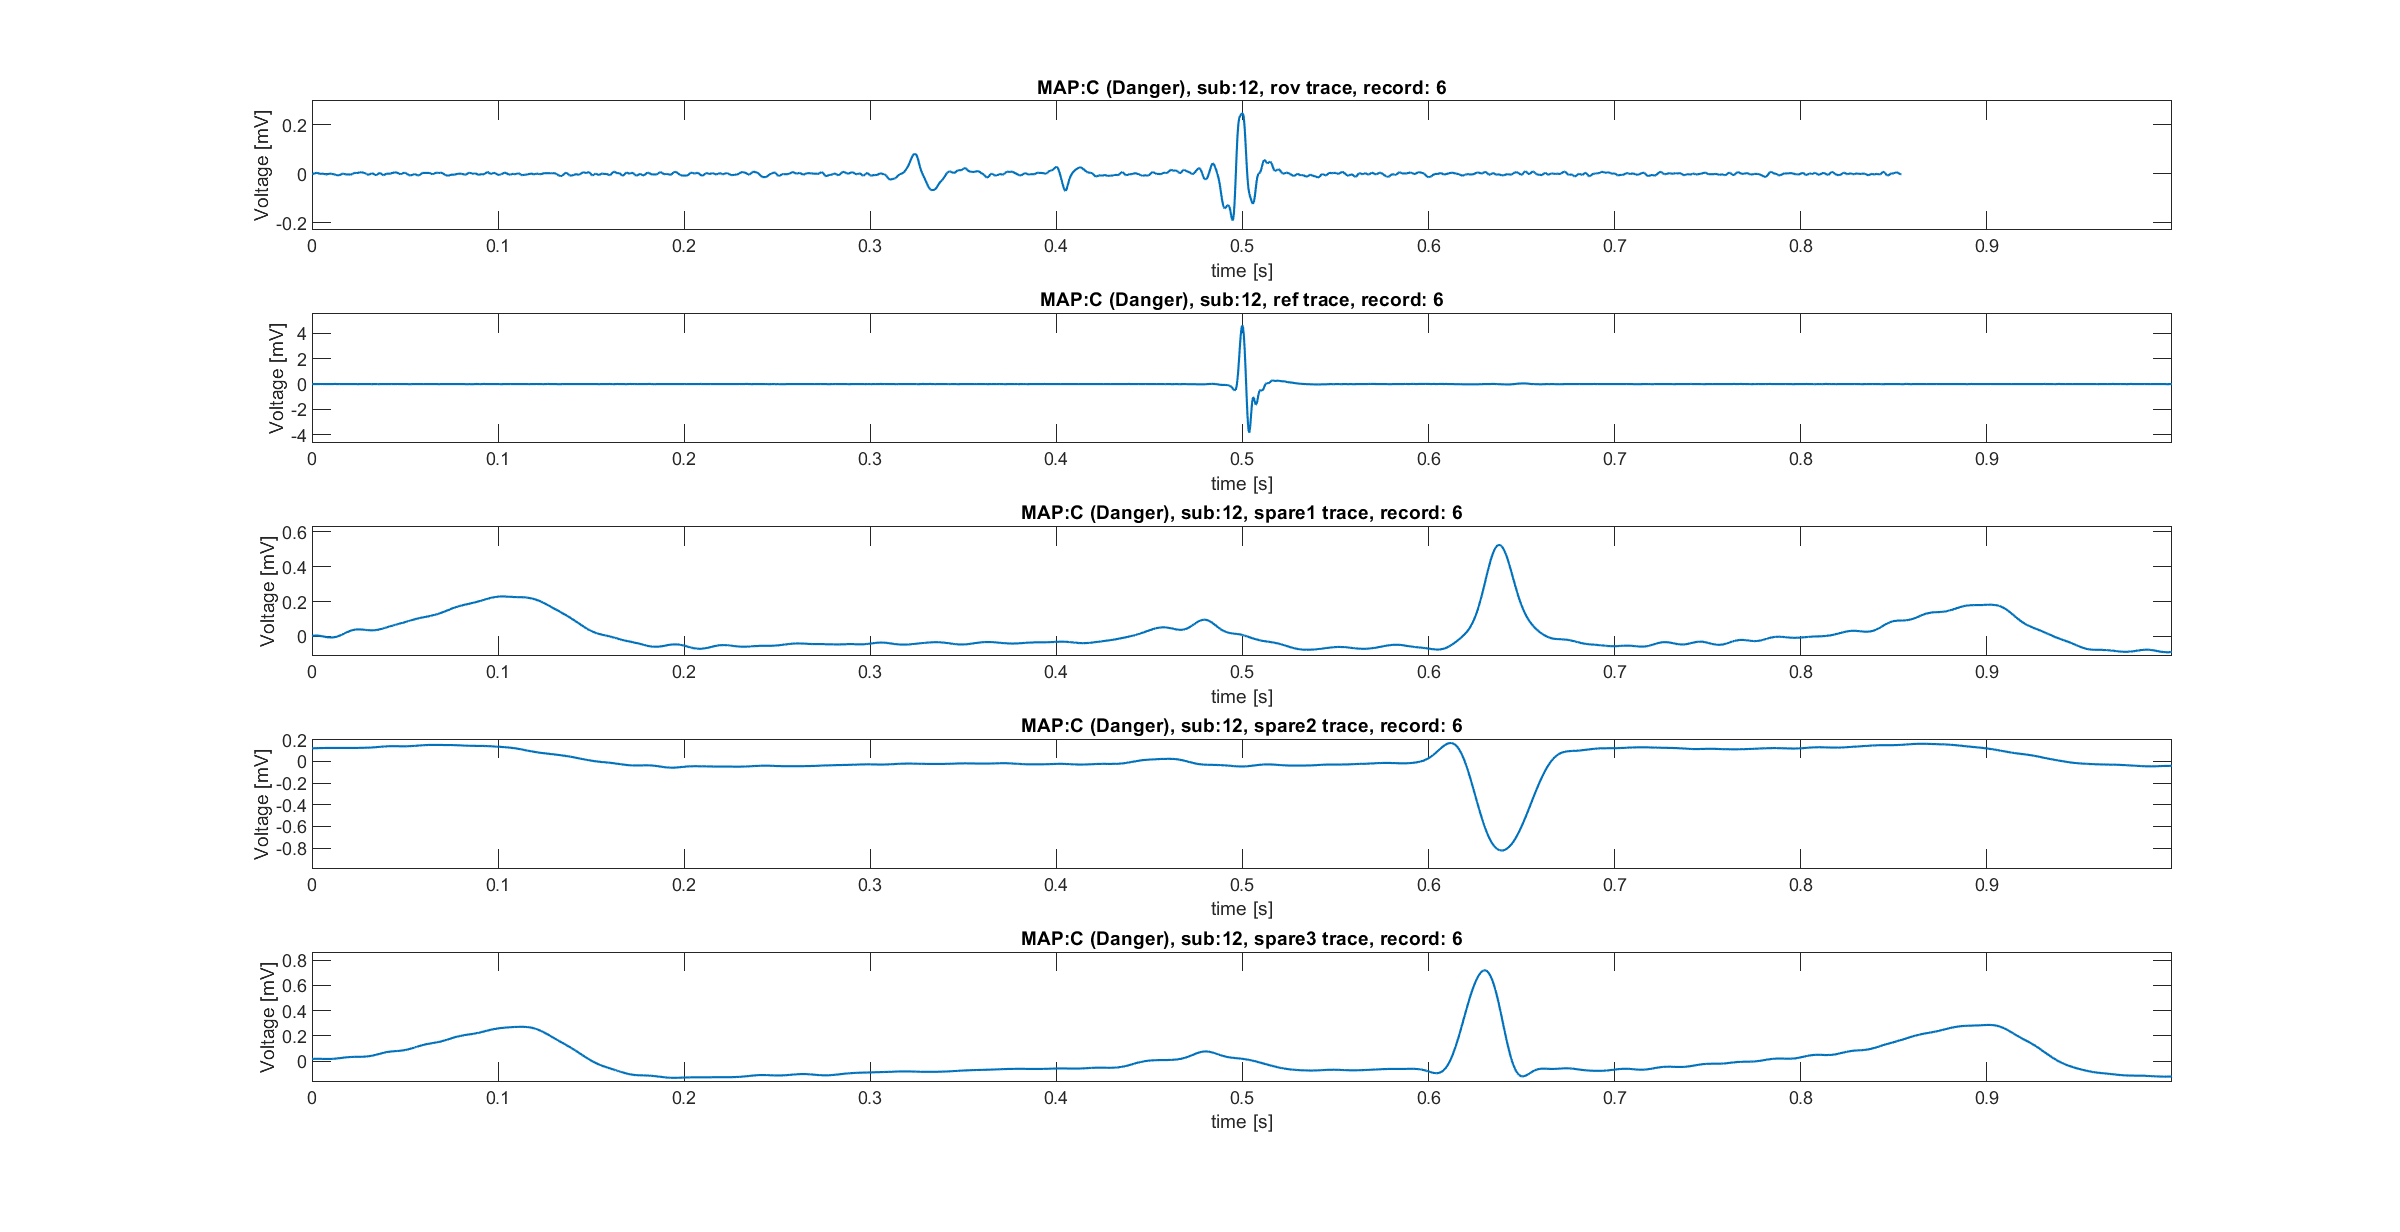 MAP:C (Danger), sub:12, rov trace, record: 6
Voltage [mV]
0.2
0
-0.2
0 0.1 0.2 0.3 0.4 0.5 0.6 0.7 0.8 0.9
time [s]
MAP:C (Danger), sub:12, ref trace, record: 6
Voltage [mV]
4
2
0
-2
-4
0 0.1 0.2 0.3 0.4 0.5 0.6 0.7 0.8 0.9
time [s]
MAP:C (Danger), sub:12, spare1 trace, record: 6
Voltage [mV]
0.6
0.4
0.2
0
0 0.1 0.2 0.3 0.4 0.5 0.6 0.7 0.8 0.9
time [s]
MAP:C (Danger), sub:12, spare2 trace, record: 6
Voltage [mV]
0.2
0
-0.2
-0.4
-0.6
-0.8
0 0.1 0.2 0.3 0.4 0.5 0.6 0.7 0.8 0.9
time [s]
MAP:C (Danger), sub:12, spare3 trace, record: 6
Voltage [mV]
0.8
0.6
0.4
0.2
0
0 0.1 0.2 0.3 0.4 0.5 0.6 0.7 0.8 0.9
time [s]